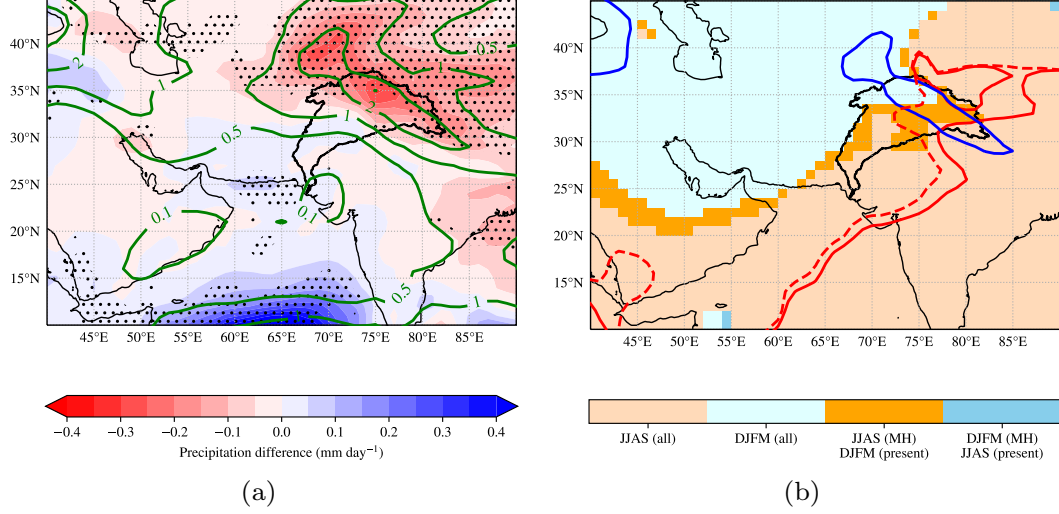 40°N
35°N
30°N
25°N
20°N
15°N
45°E 50°E 55°E 60°E 65°E 70°E 75°E 80°E 85°E
2
1
0.5
0.1
0.1
1
2
0.5
1
0.5
1
−0.4 −0.3 −0.2 −0.1 0.0 0.1 0.2 0.3 0.4
Precipitation difference (mm day⁻¹)
(a)
40°N
35°N
30°N
25°N
20°N
15°N
45°E 50°E 55°E 60°E 65°E 70°E 75°E 80°E 85°E
JJAS (all)
DJFM (all)
JJAS (MH)
DJFM (present)
DJFM (MH)
JJAS (present)
(b)